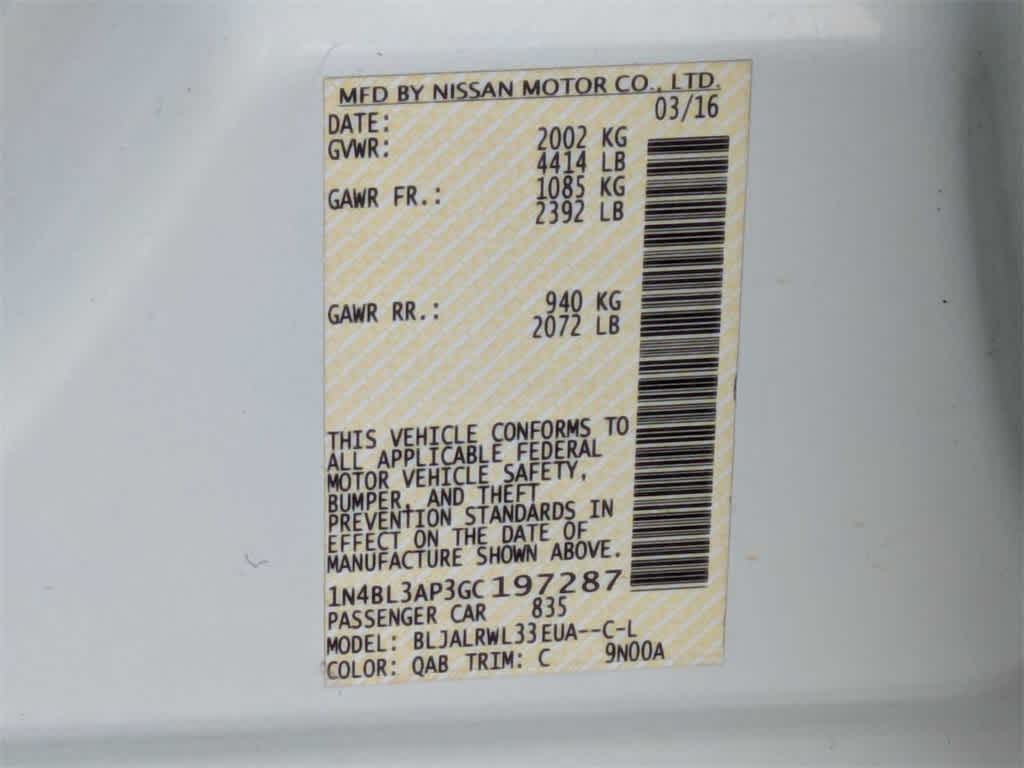 MFD BY NISSAN MOTOR CO., LTD.
DATE: 03/16
GVWR: 2002 KG
4414 LB
GAWR FR.: 1085 KG
2392 LB
GAWR RR.: 940 KG
2072 LB
THIS VEHICLE CONFORMS TO
ALL APPLICABLE FEDERAL
MOTOR VEHICLE SAFETY,
BUMPER, AND THEFT
PREVENTION STANDARDS IN
EFFECT ON THE DATE OF
MANUFACTURE SHOWN ABOVE.
1N4BL3AP3GC197287
PASSENGER CAR 835
MODEL: BLJALRWL33EUA--C-L
COLOR: QAB TRIM: C 9N00A